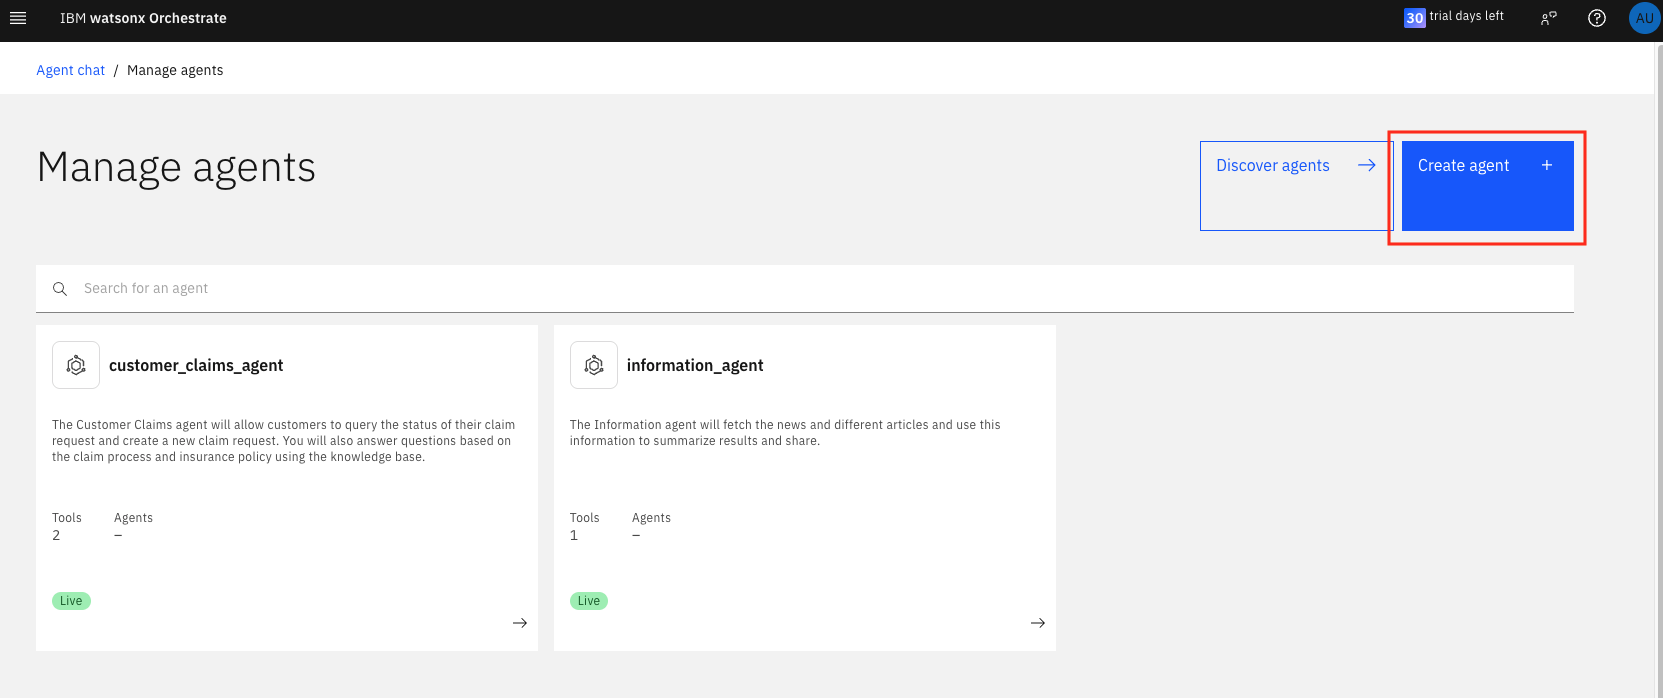 IBM watsonx Orchestrate
30 trial days left
AU
Agent chat / Manage agents
Manage agents
Discover agents
Create agent +
Search for an agent
customer_claims_agent
The Customer Claims agent will allow customers to query the status of their claim
request and create a new claim request. You will also answer questions based on
the claim process and insurance policy using the knowledge base.
Tools Agents
2 –
Live
information_agent
The Information agent will fetch the news and different articles and use this
information to summarize results and share.
Tools Agents
1 –
Live